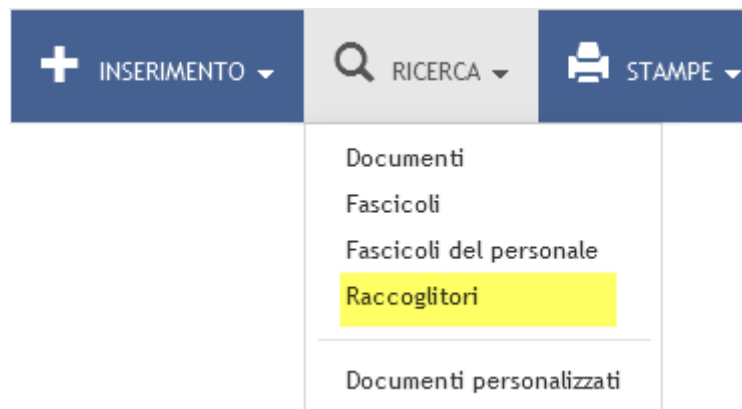 INSERIMENTO RICERCA STAMPE
Documenti
Fascicoli
Fascicoli del personale
Raccoglitori
Documenti personalizzati